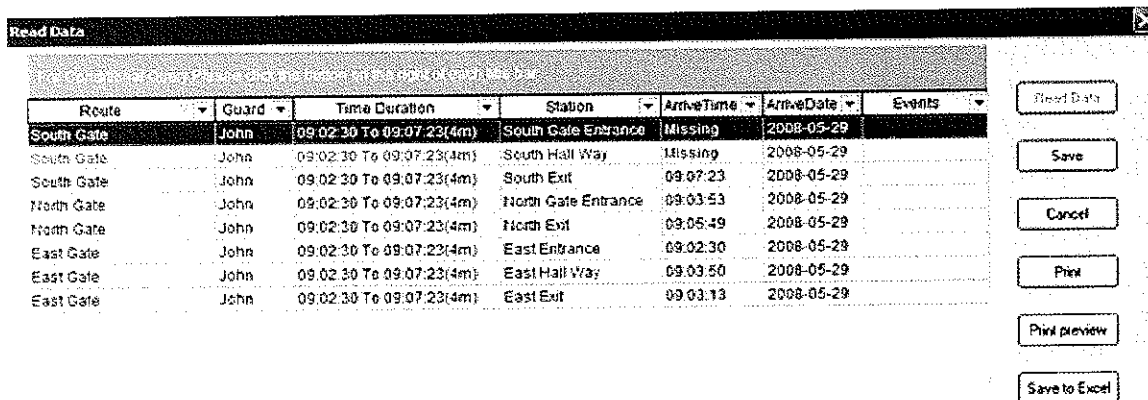 Read Data
Route Guard Time Duration Station ArriveTime ArriveDate Events
South Gate John 09:02:30 To 09:07:23(4m) South Gate Entrance Missing 2008-05-29
South Gate John 09:02:30 To 09:07:23(4m) South Hall Way Missing 2008-05-29
South Gate John 09:02:30 To 09:07:23(4m) South Exit 09:07:23 2008-05-29
North Gate John 09:02:30 To 09:07:23(4m) North Gate Entrance 09:03:53 2008-05-29
North Gate John 09:02:30 To 09:07:23(4m) North Exit 09:05:49 2008-05-29
East Gate John 09:02:30 To 09:07:23(4m) East Entrance 09:02:30 2008-05-29
East Gate John 09:02:30 To 09:07:23(4m) East Hall Way 09:03:50 2008-05-29
East Gate John 09:02:30 To 09:07:23(4m) East Exit 09:03:13 2008-05-29
Read Data
Save
Cancel
Print
Print preview
Save to Excel